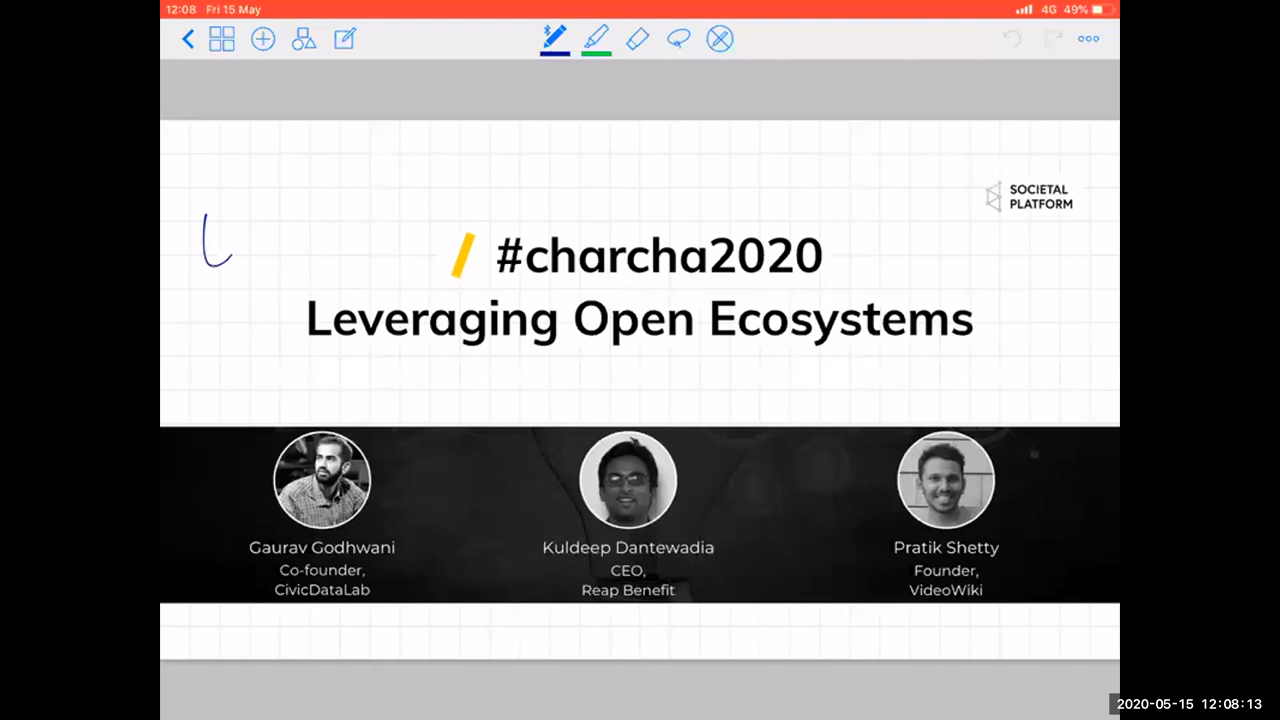 12:08 Fri 15 May
4G 49%
SOCIETAL
PLATFORM
#charcha2020
Leveraging Open Ecosystems
Gaurav Godhwani
Co-founder,
CivicDataLab
Kuldeep Dantewadia
CEO,
Reap Benefit
Pratik Shetty
Founder,
VideoWiki
2020-05-15 12:08:13